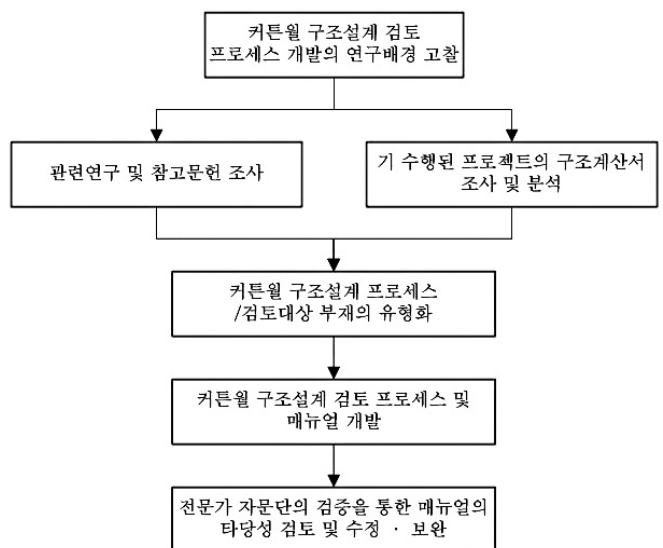 커튼월 구조설계 검토
프로세스 개발의 연구배경 고찰
관련연구 및 참고문헌 조사
기 수행된 프로젝트의 구조계산서
조사 및 분석
커튼월 구조설계 프로세스
/검토대상 부재의 유형화
커튼월 구조설계 검토 프로세스 및
매뉴얼 개발
전문가 자문단의 검증을 통한 매뉴얼의
타당성 검토 및 수정 · 보완